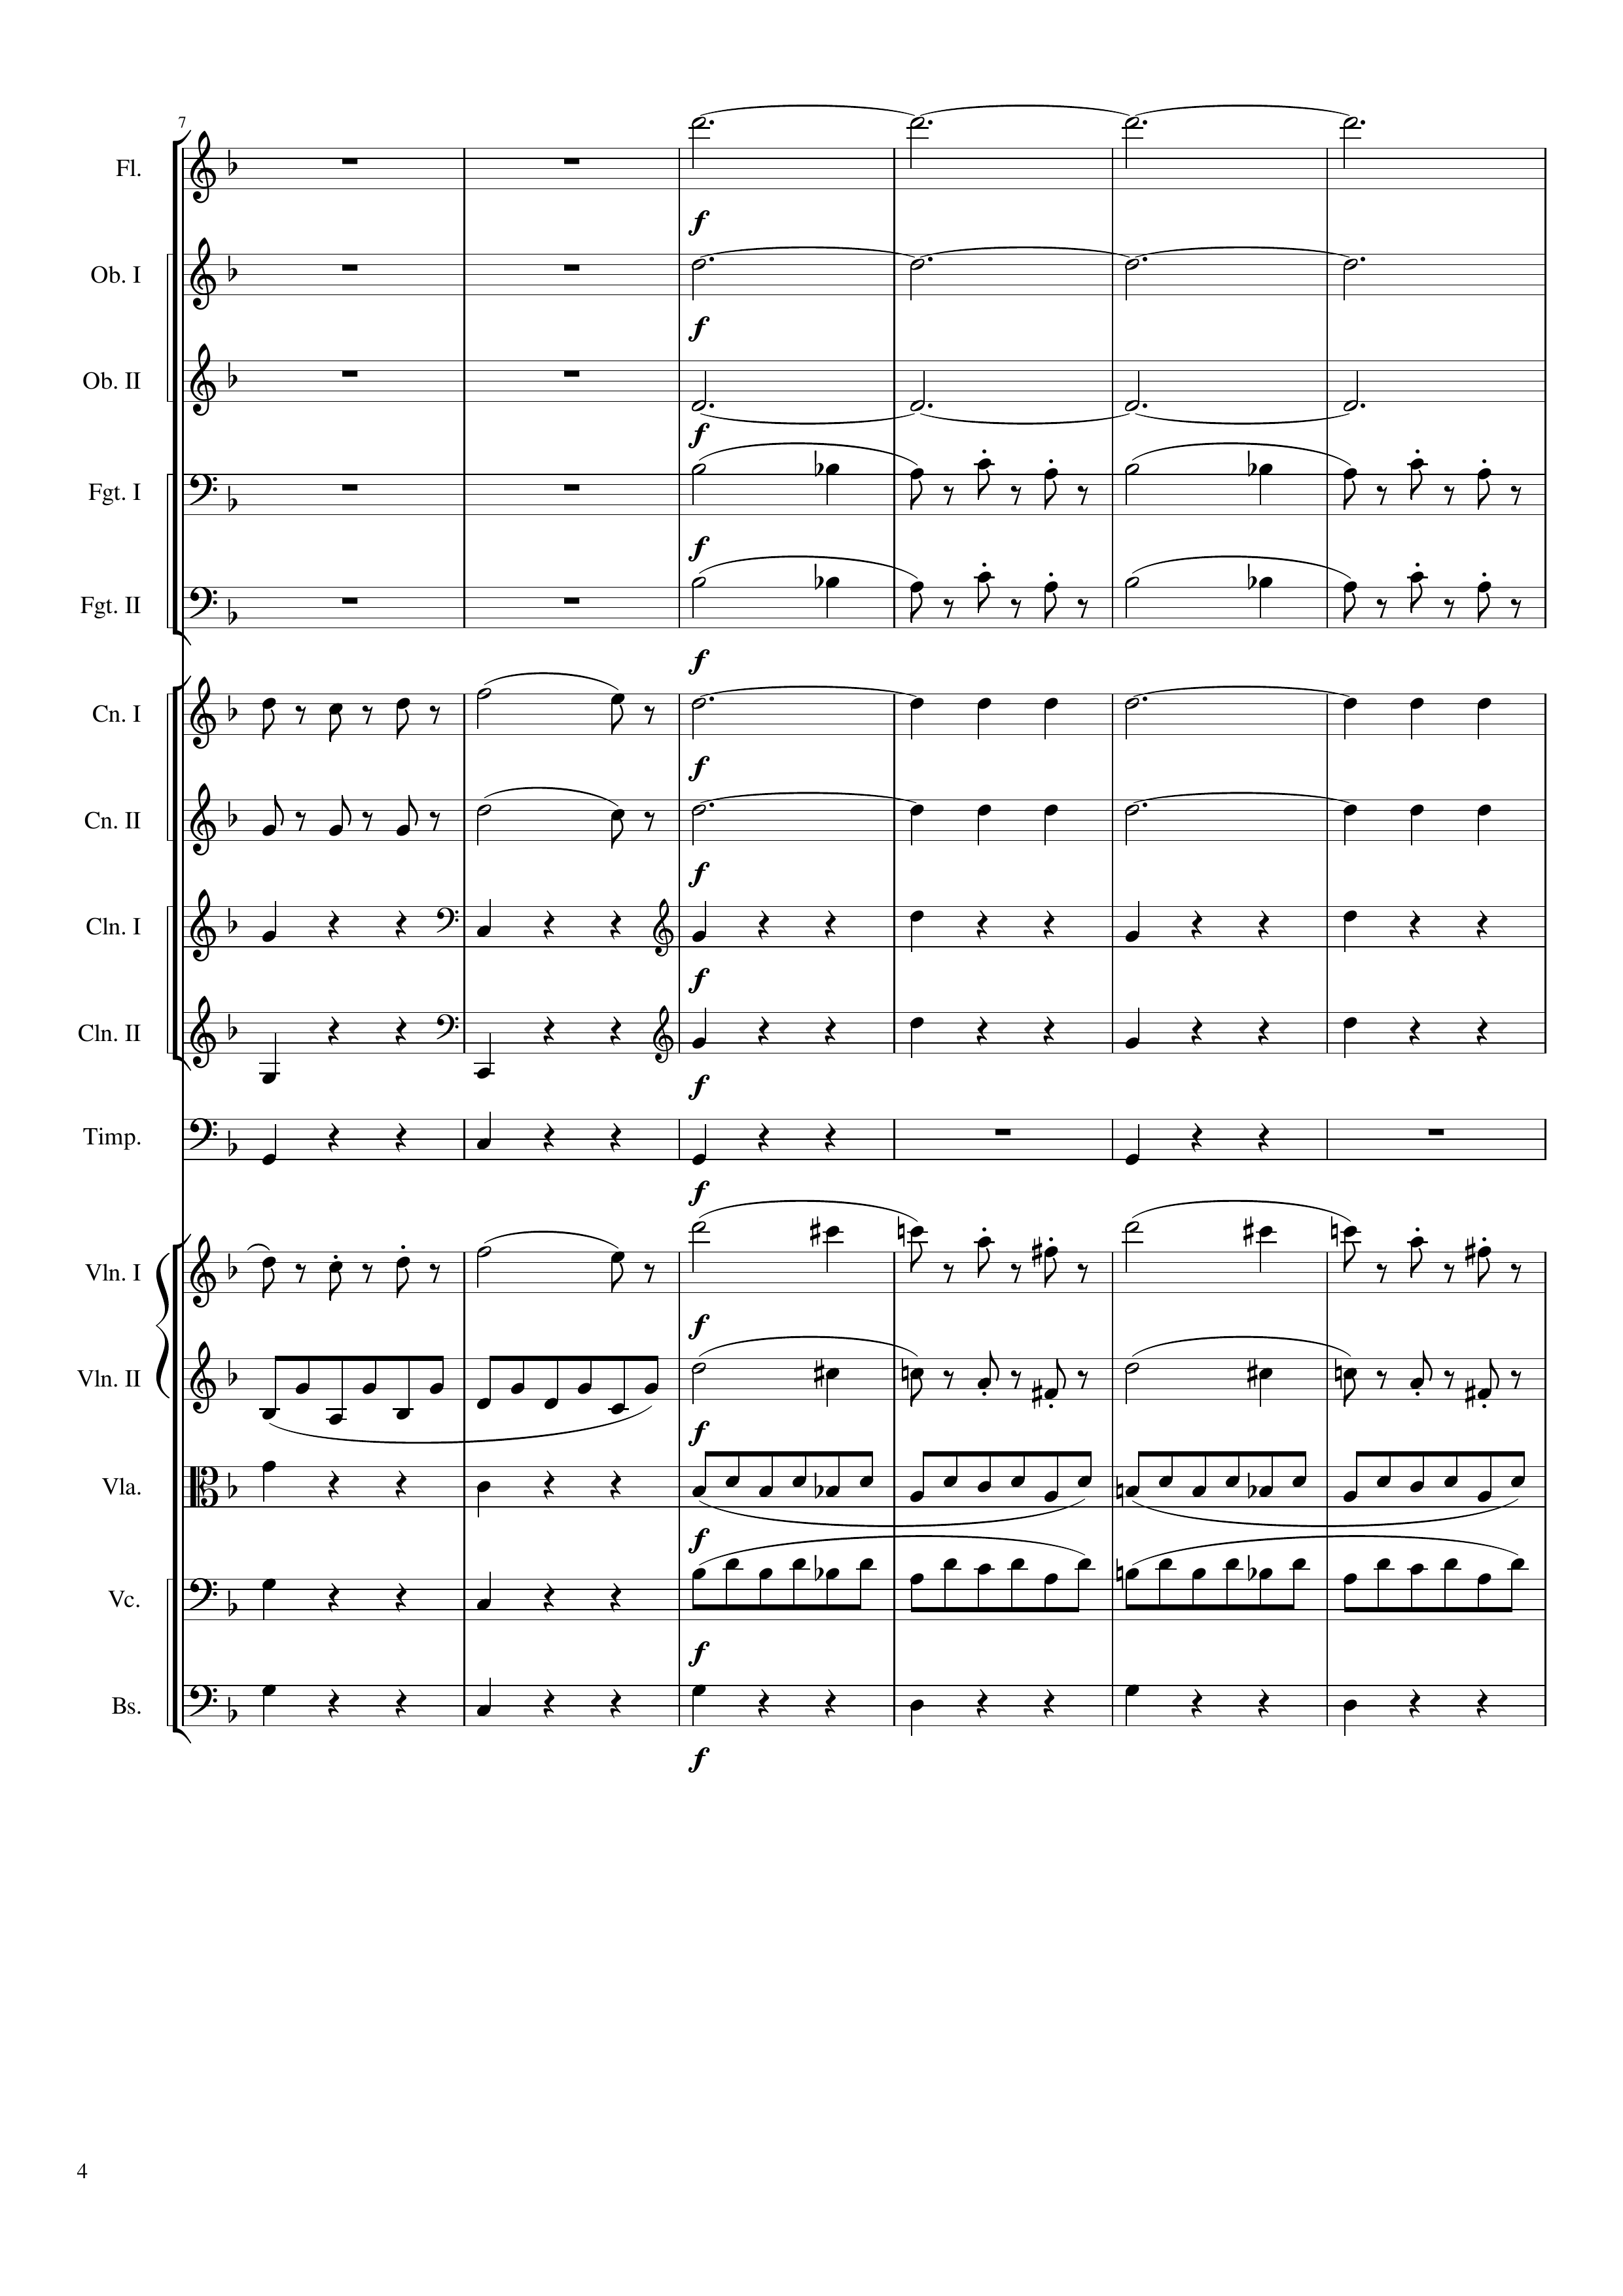 7
Fl.
f
Ob. I
f
Ob. II
f
Fgt. I
f
Fgt. II
f
Cn. I
f
Cn. II
f
Cln. I
f
Cln. II
f
Timp.
f
Vln. I
f
Vln. II
f
Vla.
f
Vc.
f
Bs.
f
4